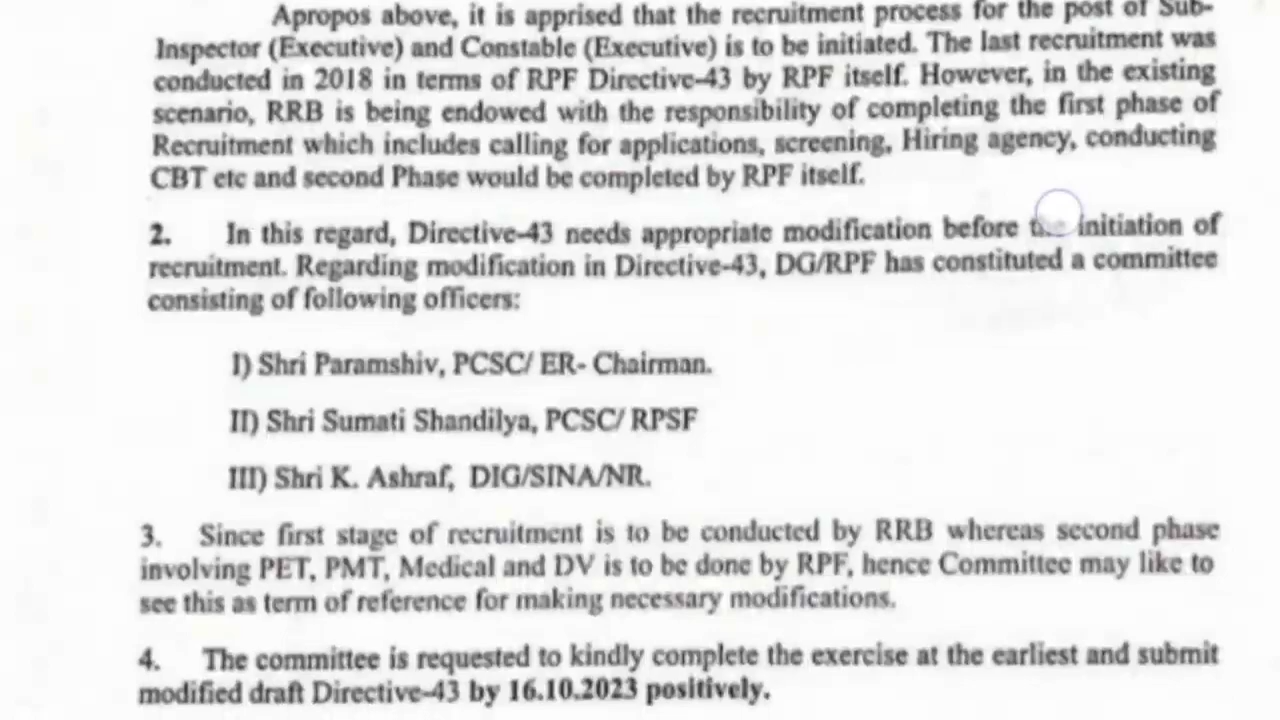 Apropos above, it is apprised that the recruitment process for the post of Sub-
Inspector (Executive) and Constable (Executive) is to be initiated. The last recruitment was
conducted in 2018 in terms of RPF Directive-43 by RPF itself. However, in the existing
scenario, RRB is being endowed with the responsibility of completing the first phase of
Recruitment which includes calling for applications, screening, Hiring agency, conducting
CBT etc and second Phase would be completed by RPF itself.
2. In this regard, Directive-43 needs appropriate modification before the initiation of
recruitment. Regarding modification in Directive-43, DG/RPF has constituted a committee
consisting of following officers:
I) Shri Paramshiv, PCSC/ ER- Chairman.
II) Shri Sumati Shandilya, PCSC/ RPSF
III) Shri K. Ashraf, DIG/SINA/NR.
3. Since first stage of recruitment is to be conducted by RRB whereas second phase
involving PET, PMT, Medical and DV is to be done by RPF, hence Committee may like to
see this as term of reference for making necessary modifications.
4. The committee is requested to kindly complete the exercise at the earliest and submit
modified draft Directive-43 by 16.10.2023 positively.